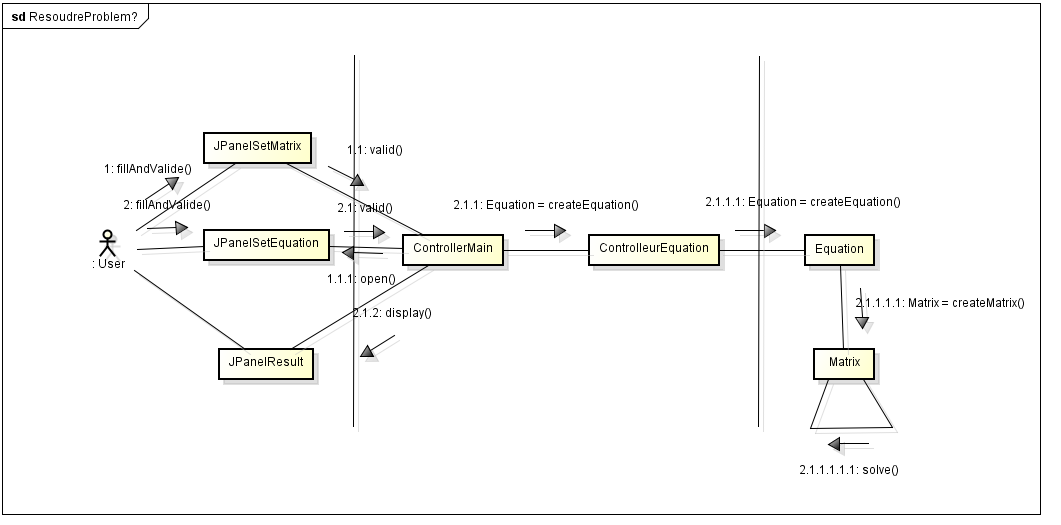 sd ResoudreProblem?
JPanelSetMatrix
1.1: valid()
1: fillAndValide()
2: fillAndValide()
2.1: valid()
2.1.1: Equation = createEquation()
2.1.1.1: Equation = createEquation()
: User
JPanelSetEquation
ControllerMain
ControlleurEquation
Equation
1.1.1: open()
2.1.2: display()
2.1.1.1.1: Matrix = createMatrix()
JPanelResult
Matrix
2.1.1.1.1.1: solve()